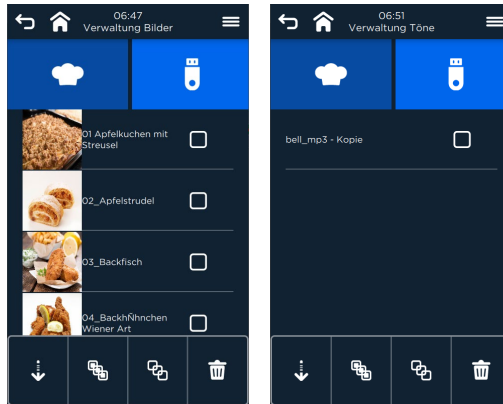 06:47
Verwaltung Bilder
01 Apfelkuchen mit
Streusel
02_Apfelstrudel
03_Backfisch
04_BackhÑhnchen
Wiener Art
06:51
Verwaltung Töne
bell_mp3 - Kopie